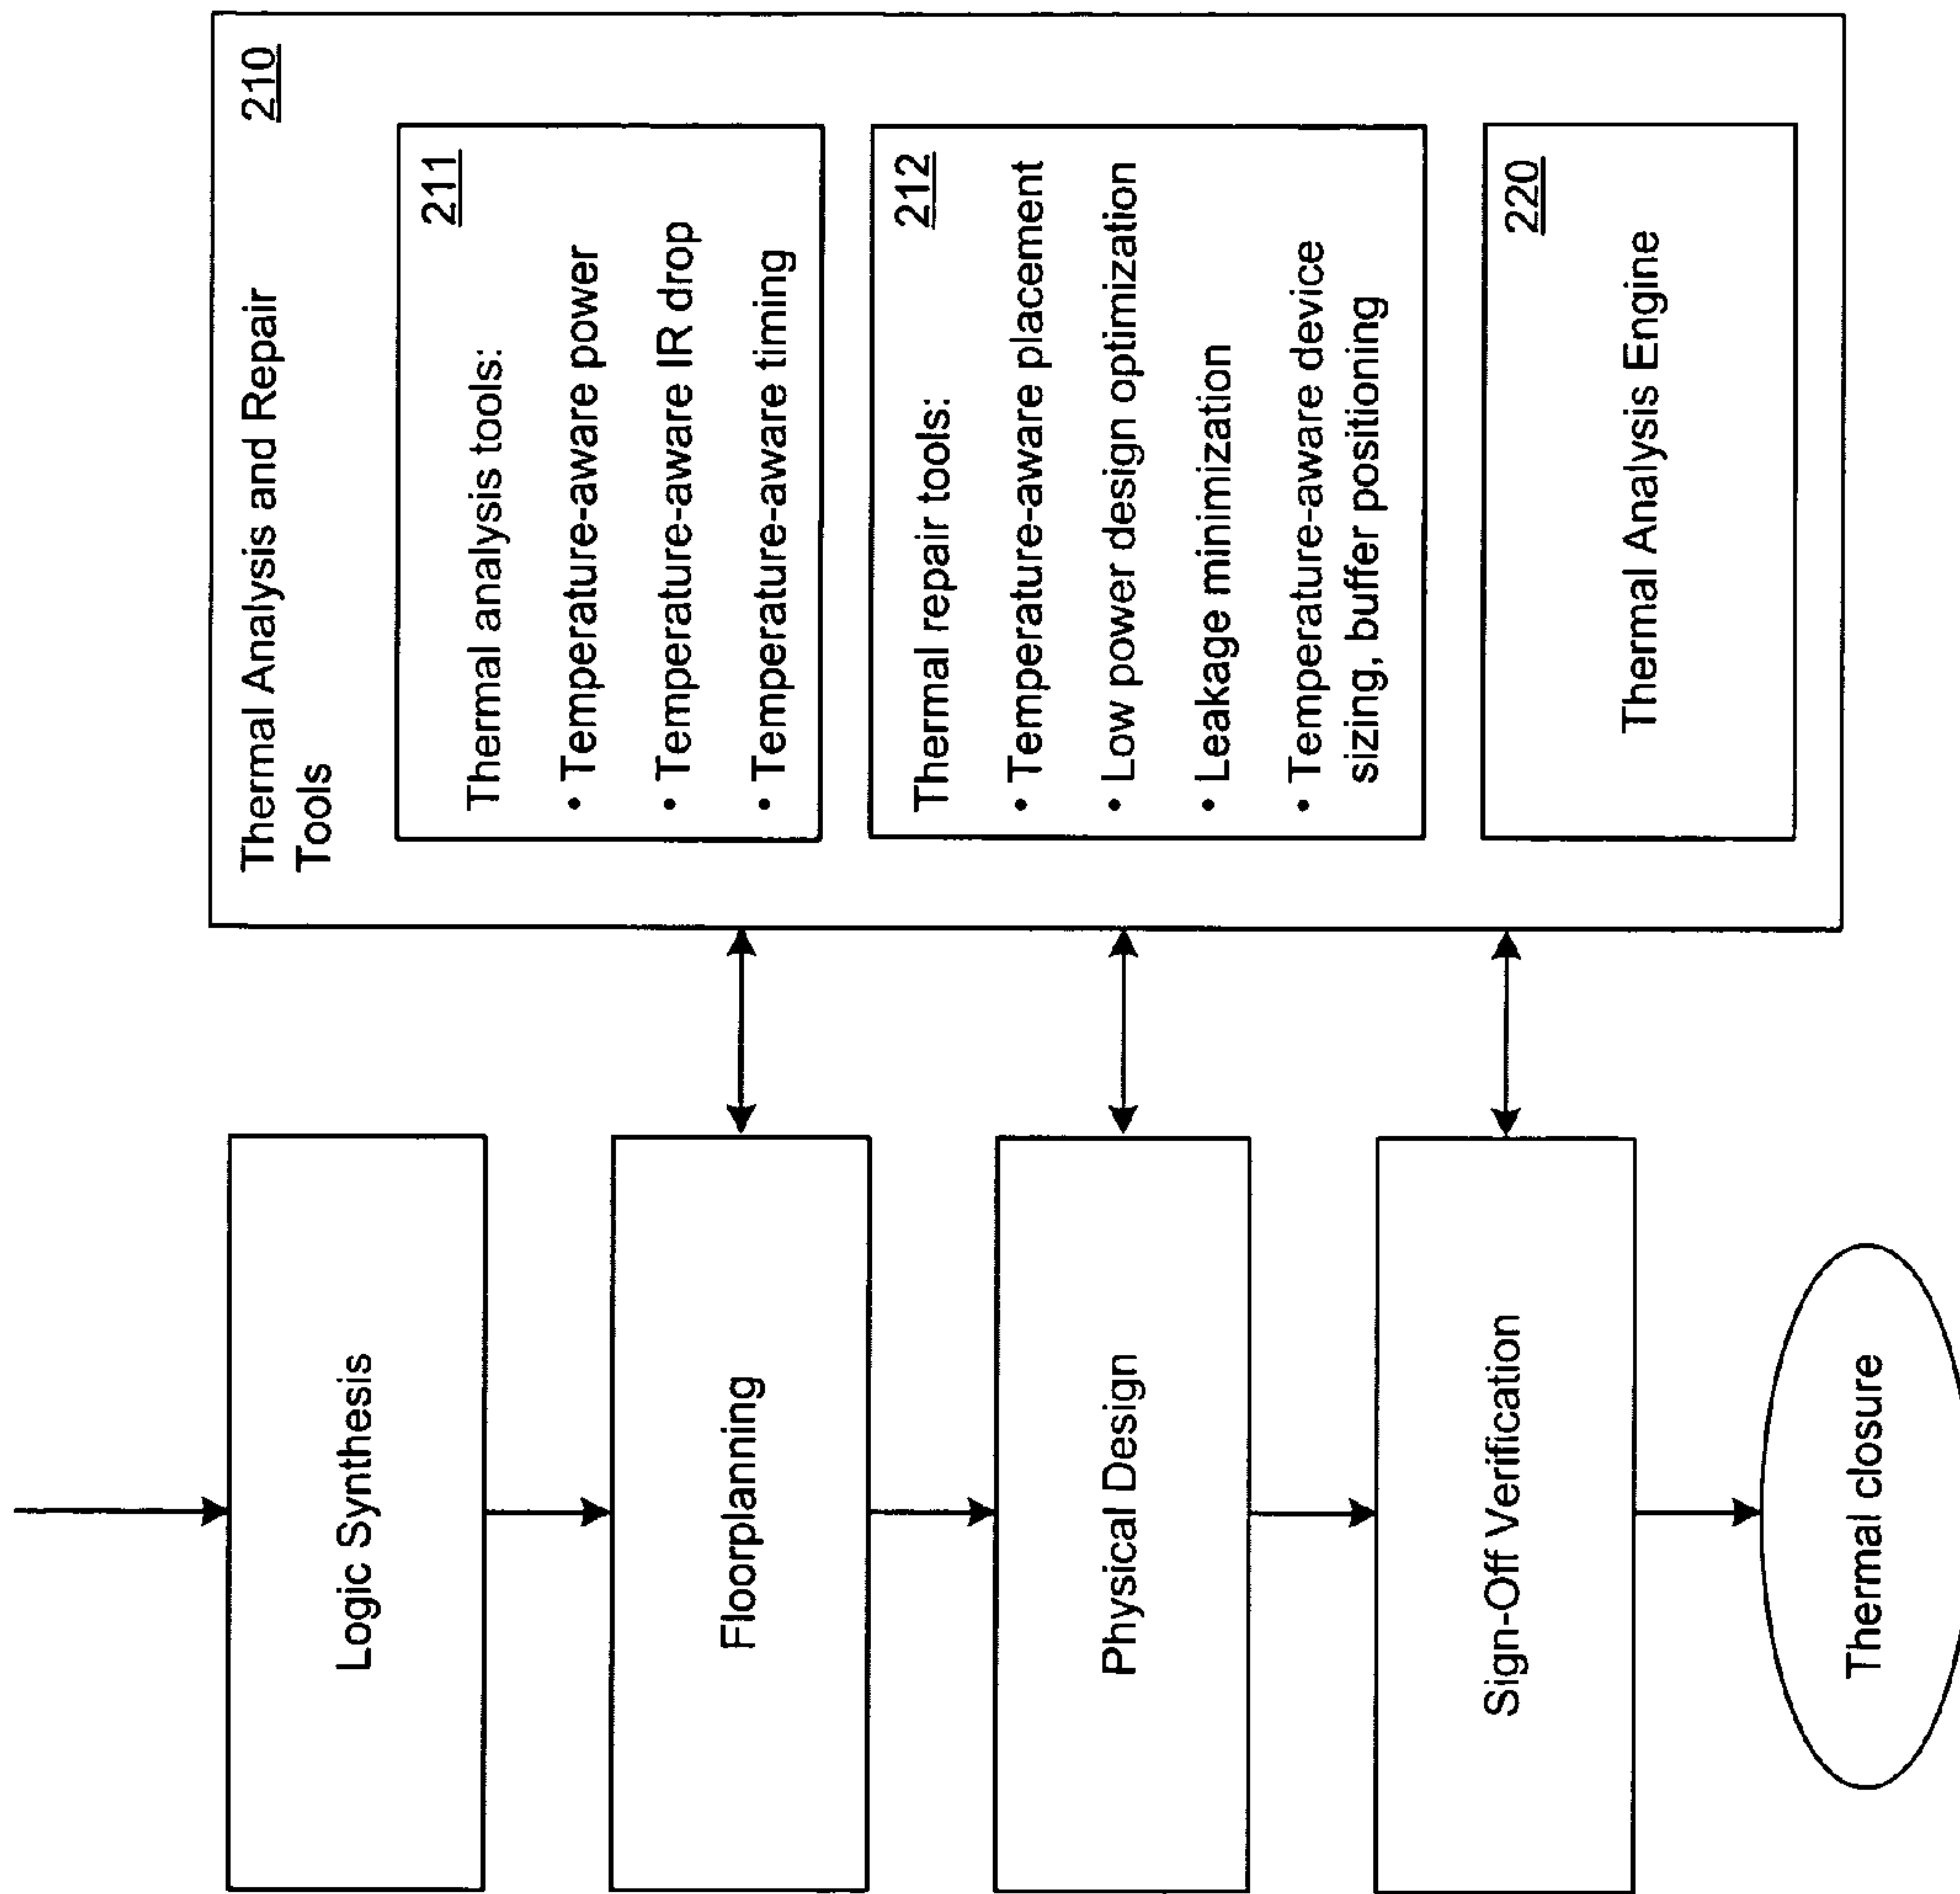 Logic Synthesis
Floorplanning
Physical Design
Sign-Off Verification
Thermal closure
Thermal Analysis and Repair
Tools
210
211
Thermal analysis tools:
• Temperature-aware power
• Temperature-aware IR drop
• Temperature-aware timing
212
Thermal repair tools:
• Temperature-aware placement
• Low power design optimization
• Leakage minimization
• Temperature-aware device
sizing, buffer positioning
220
Thermal Analysis Engine